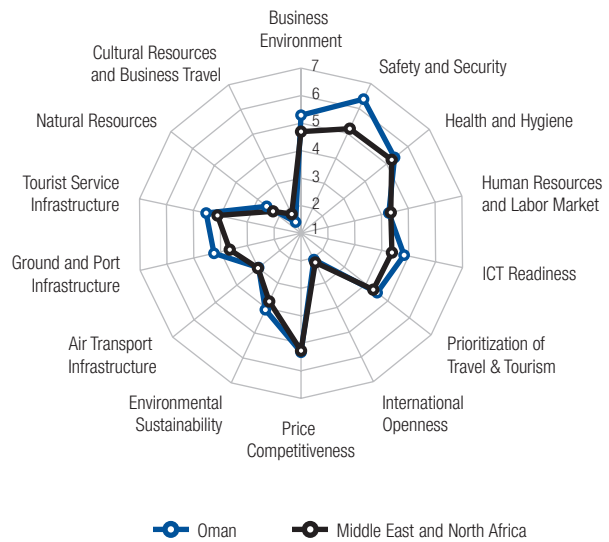 Business
Environment
Cultural Resources
and Business Travel
Safety and Security
Natural Resources
Health and Hygiene
Tourist Service
Infrastructure
Human Resources
and Labor Market
Ground and Port
Infrastructure
ICT Readiness
Air Transport
Infrastructure
Prioritization of
Travel & Tourism
Environmental
Sustainability
International
Openness
Price
Competitiveness
7
6
5
4
3
2
1
Oman
Middle East and North Africa